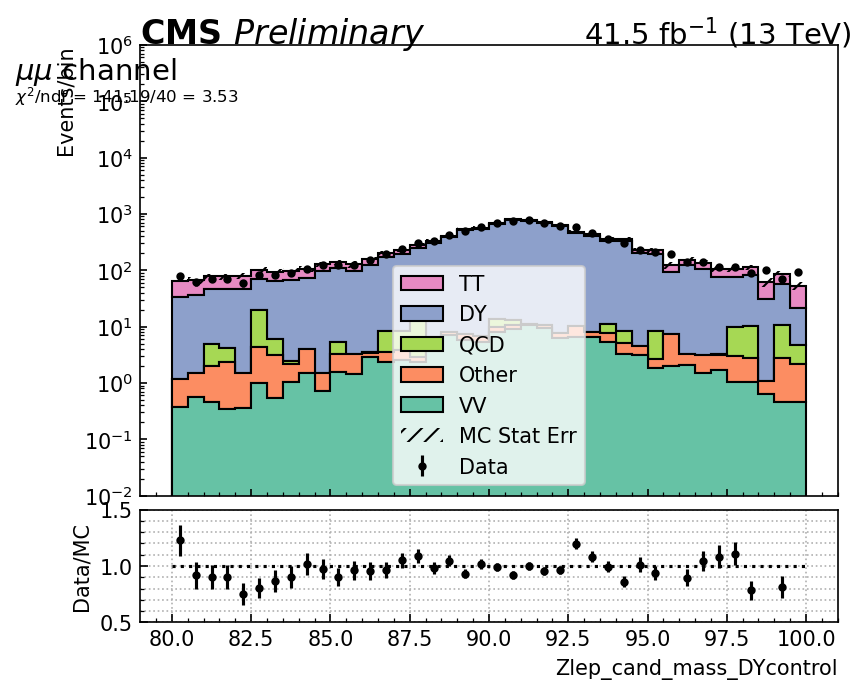 CMS Preliminary 41.5 fb⁻¹ (13 TeV)
μμ channel
χ²/ndf = 141.19/40 = 3.53
Events/bin
10⁶
10⁵
10⁴
10³
10²
10¹
10⁰
10⁻¹
10⁻²
TT
DY
QCD
Other
VV
MC Stat Err
Data
Data/MC
1.5
1.0
0.5
80.0 82.5 85.0 87.5 90.0 92.5 95.0 97.5 100.0
Zlep_cand_mass_DYcontrol